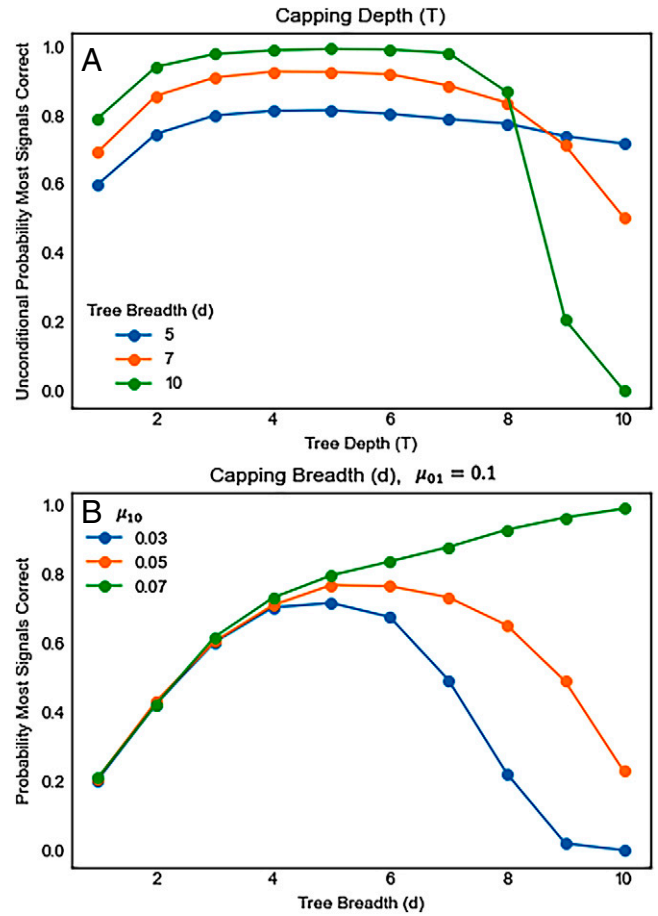 Capping Depth (T)
A
Unconditional Probability Most Signals Correct
1.0
0.8
0.6
0.4
0.2
0.0
Tree Breadth (d)
5
7
10
2 4 6 8 10
Tree Depth (T)
Capping Breadth (d), μ01 = 0.1
B
Probability Most Signals Correct
1.0
0.8
0.6
0.4
0.2
0.0
μ10
0.03
0.05
0.07
2 4 6 8 10
Tree Breadth (d)